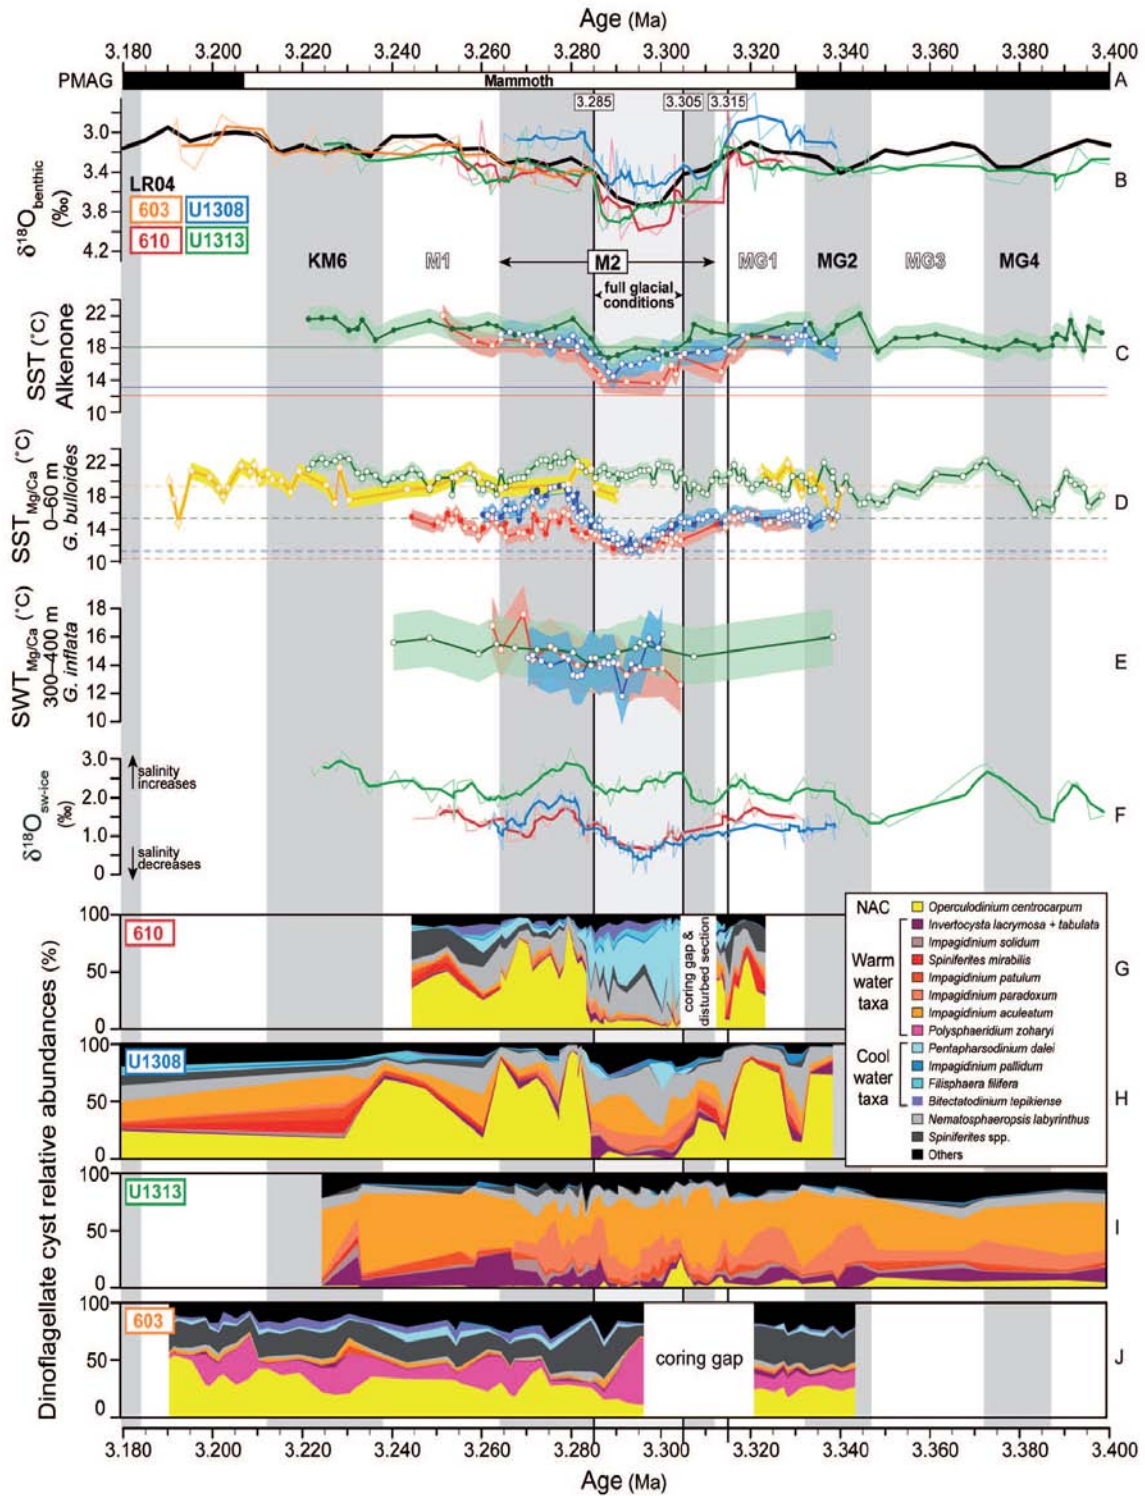 Age (Ma)
3.180 3.200 3.220 3.240 3.260 3.280 3.300 3.320 3.340 3.360 3.380 3.400
PMAG Mammoth A
3.285 3.305 3.315
3.0
3.4
3.8
4.2
δ18Obenthic
(‰)
LR04
603 U1308
610 U1313
B
KM6 M1 M2 MG1 MG2 MG3 MG4
full glacial
conditions
SST (°C)
Alkenone
22
18
14
10
C
SSTMg/Ca (°C)
0–60 m
G. bulloides
22
18
14
10
D
SWTMg/Ca (°C)
300–400 m
G. inflata
18
16
14
12
10
E
δ18Osw-ice
(‰)
3.0
2.0
1.0
0
salinity
increases
salinity
decreases
F
Dinoflagellate cyst relative abundances (%)
100
50
0
610
coring gap &
disturbed section
G
NAC Operculodinium centrocarpum
Warm
water
taxa
Invertocysta lacrymosa + tabulata
Impagidinium solidum
Spiniferites mirabilis
Impagidinium patulum
Impagidinium paradoxum
Impagidinium aculeatum
Polysphaeridium zoharyi
Cool
water
taxa
Pentapharsodinium dalei
Impagidinium pallidum
Filisphaera filifera
Bitectatodinium tepikiense
Nematosphaeropsis labyrinthus
Spiniferites spp.
Others
100
50
0
U1308
H
100
50
0
U1313
I
100
50
0
603
coring gap
J
3.180 3.200 3.220 3.240 3.260 3.280 3.300 3.320 3.340 3.360 3.380 3.400
Age (Ma)